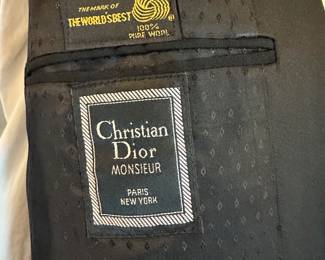 THE MARK OF
THE WORLD'S BEST
100%
PURE WOOL
Christian
Dior
MONSIEUR
PARIS
NEW YORK